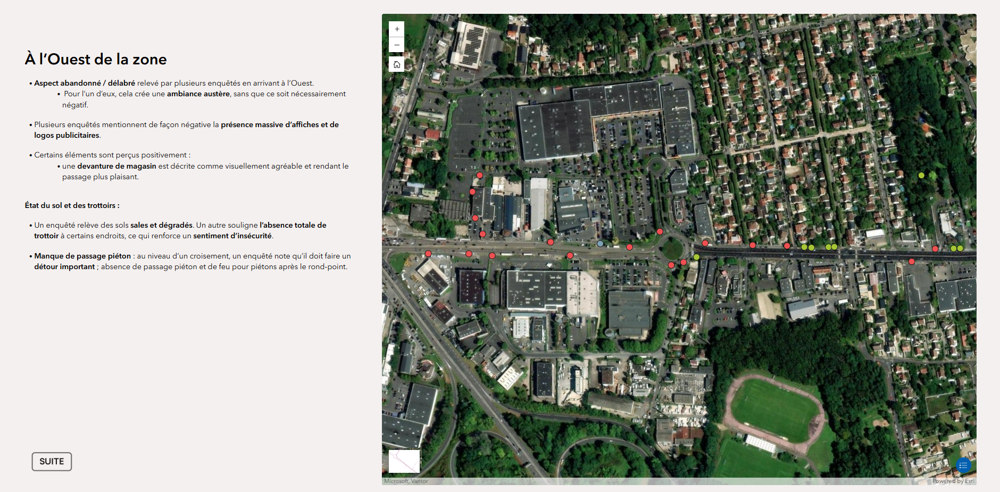 À l’Ouest de la zone
• Aspect abandonné / délabré relevé par plusieurs enquêtés en arrivant à l’Ouest.
• Pour l’un d’eux, cela crée une ambiance austère, sans que ce soit nécessairement
négatif.
• Plusieurs enquêtés mentionnent de façon négative la présence massive d’affiches et de
logos publicitaires.
• Certains éléments sont perçus positivement :
• une devanture de magasin est décrite comme visuellement agréable et rendant le
passage plus plaisant.
État du sol et des trottoirs :
• Un enquêté relève des sols sales et dégradés. Un autre souligne l’absence totale de
trottoir à certains endroits, ce qui renforce un sentiment d’insécurité.
• Manque de passage piéton : au niveau d’un croisement, un enquêté note qu’il doit faire un
détour important ; absence de passage piéton et de feu pour piétons après le rond-point.
SUITE
+
−
Microsoft, Vantor
Powered by Esri